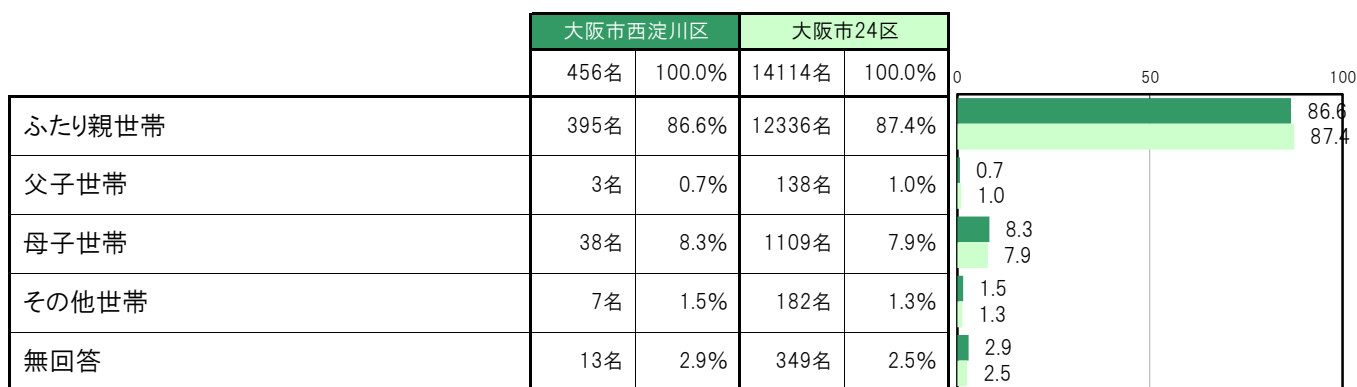 大阪市西淀川区 大阪市24区
456名 100.0% 14114名 100.0% 0 50 100
ふたり親世帯 395名 86.6% 12336名 87.4% 86.6
87.4
父子世帯 3名 0.7% 138名 1.0% 0.7
1.0
母子世帯 38名 8.3% 1109名 7.9% 8.3
7.9
その他世帯 7名 1.5% 182名 1.3% 1.5
1.3
無回答 13名 2.9% 349名 2.5% 2.9
2.5